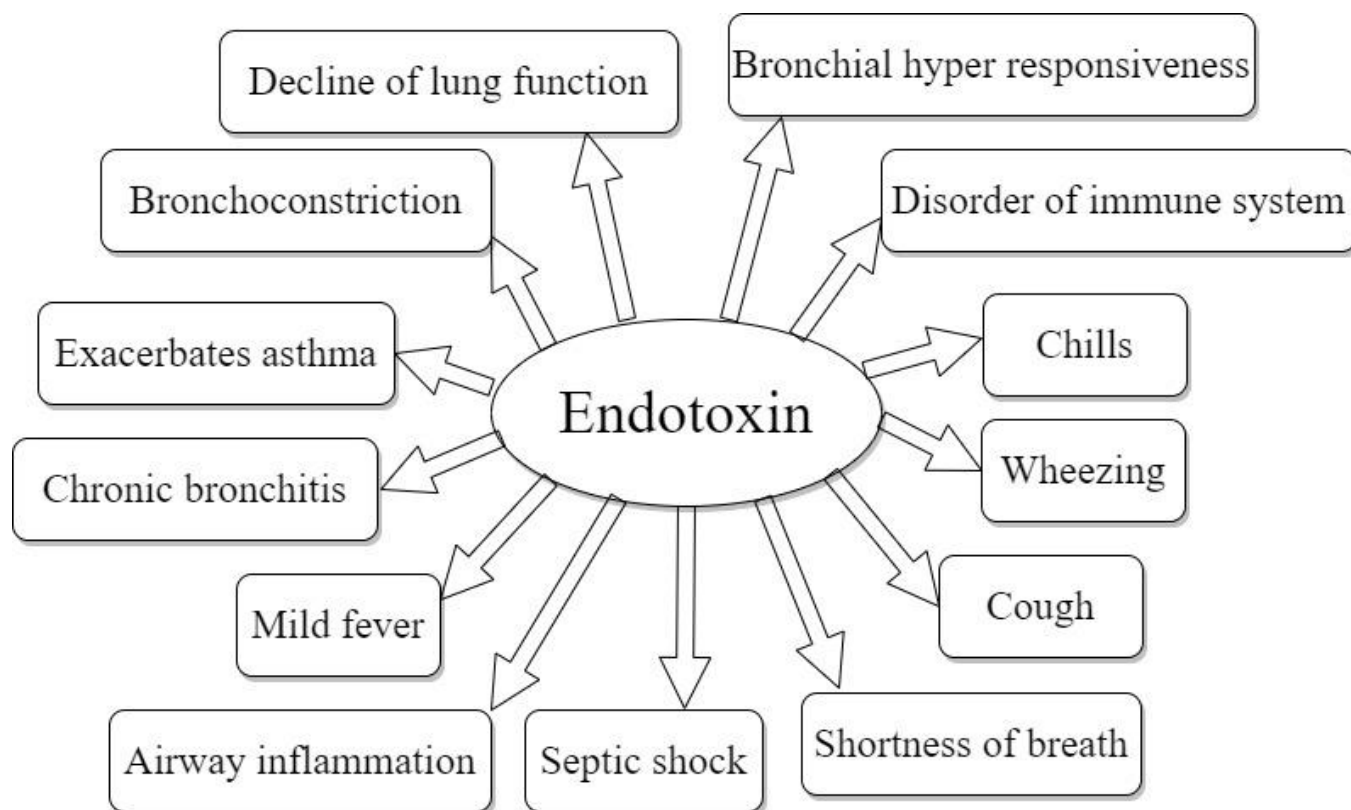 Decline of lung function
Bronchial hyper responsiveness
Bronchoconstriction
Disorder of immune system
Exacerbates asthma
Chills
Endotoxin
Chronic bronchitis
Wheezing
Mild fever
Cough
Airway inflammation
Septic shock
Shortness of breath